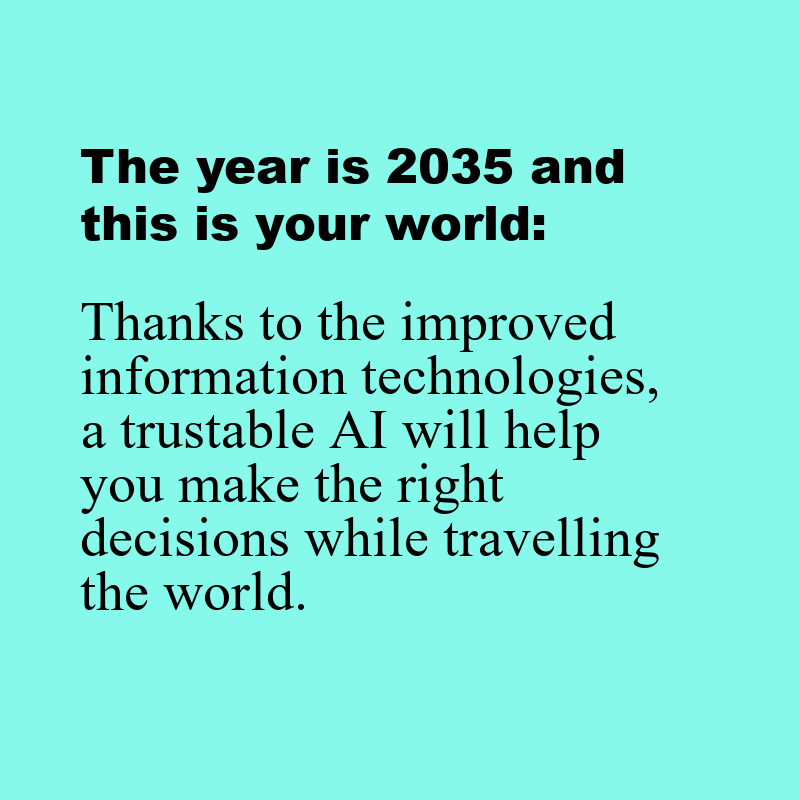 The year is 2035 and
this is your world:
Thanks to the improved
information technologies,
a trustable AI will help
you make the right
decisions while travelling
the world.